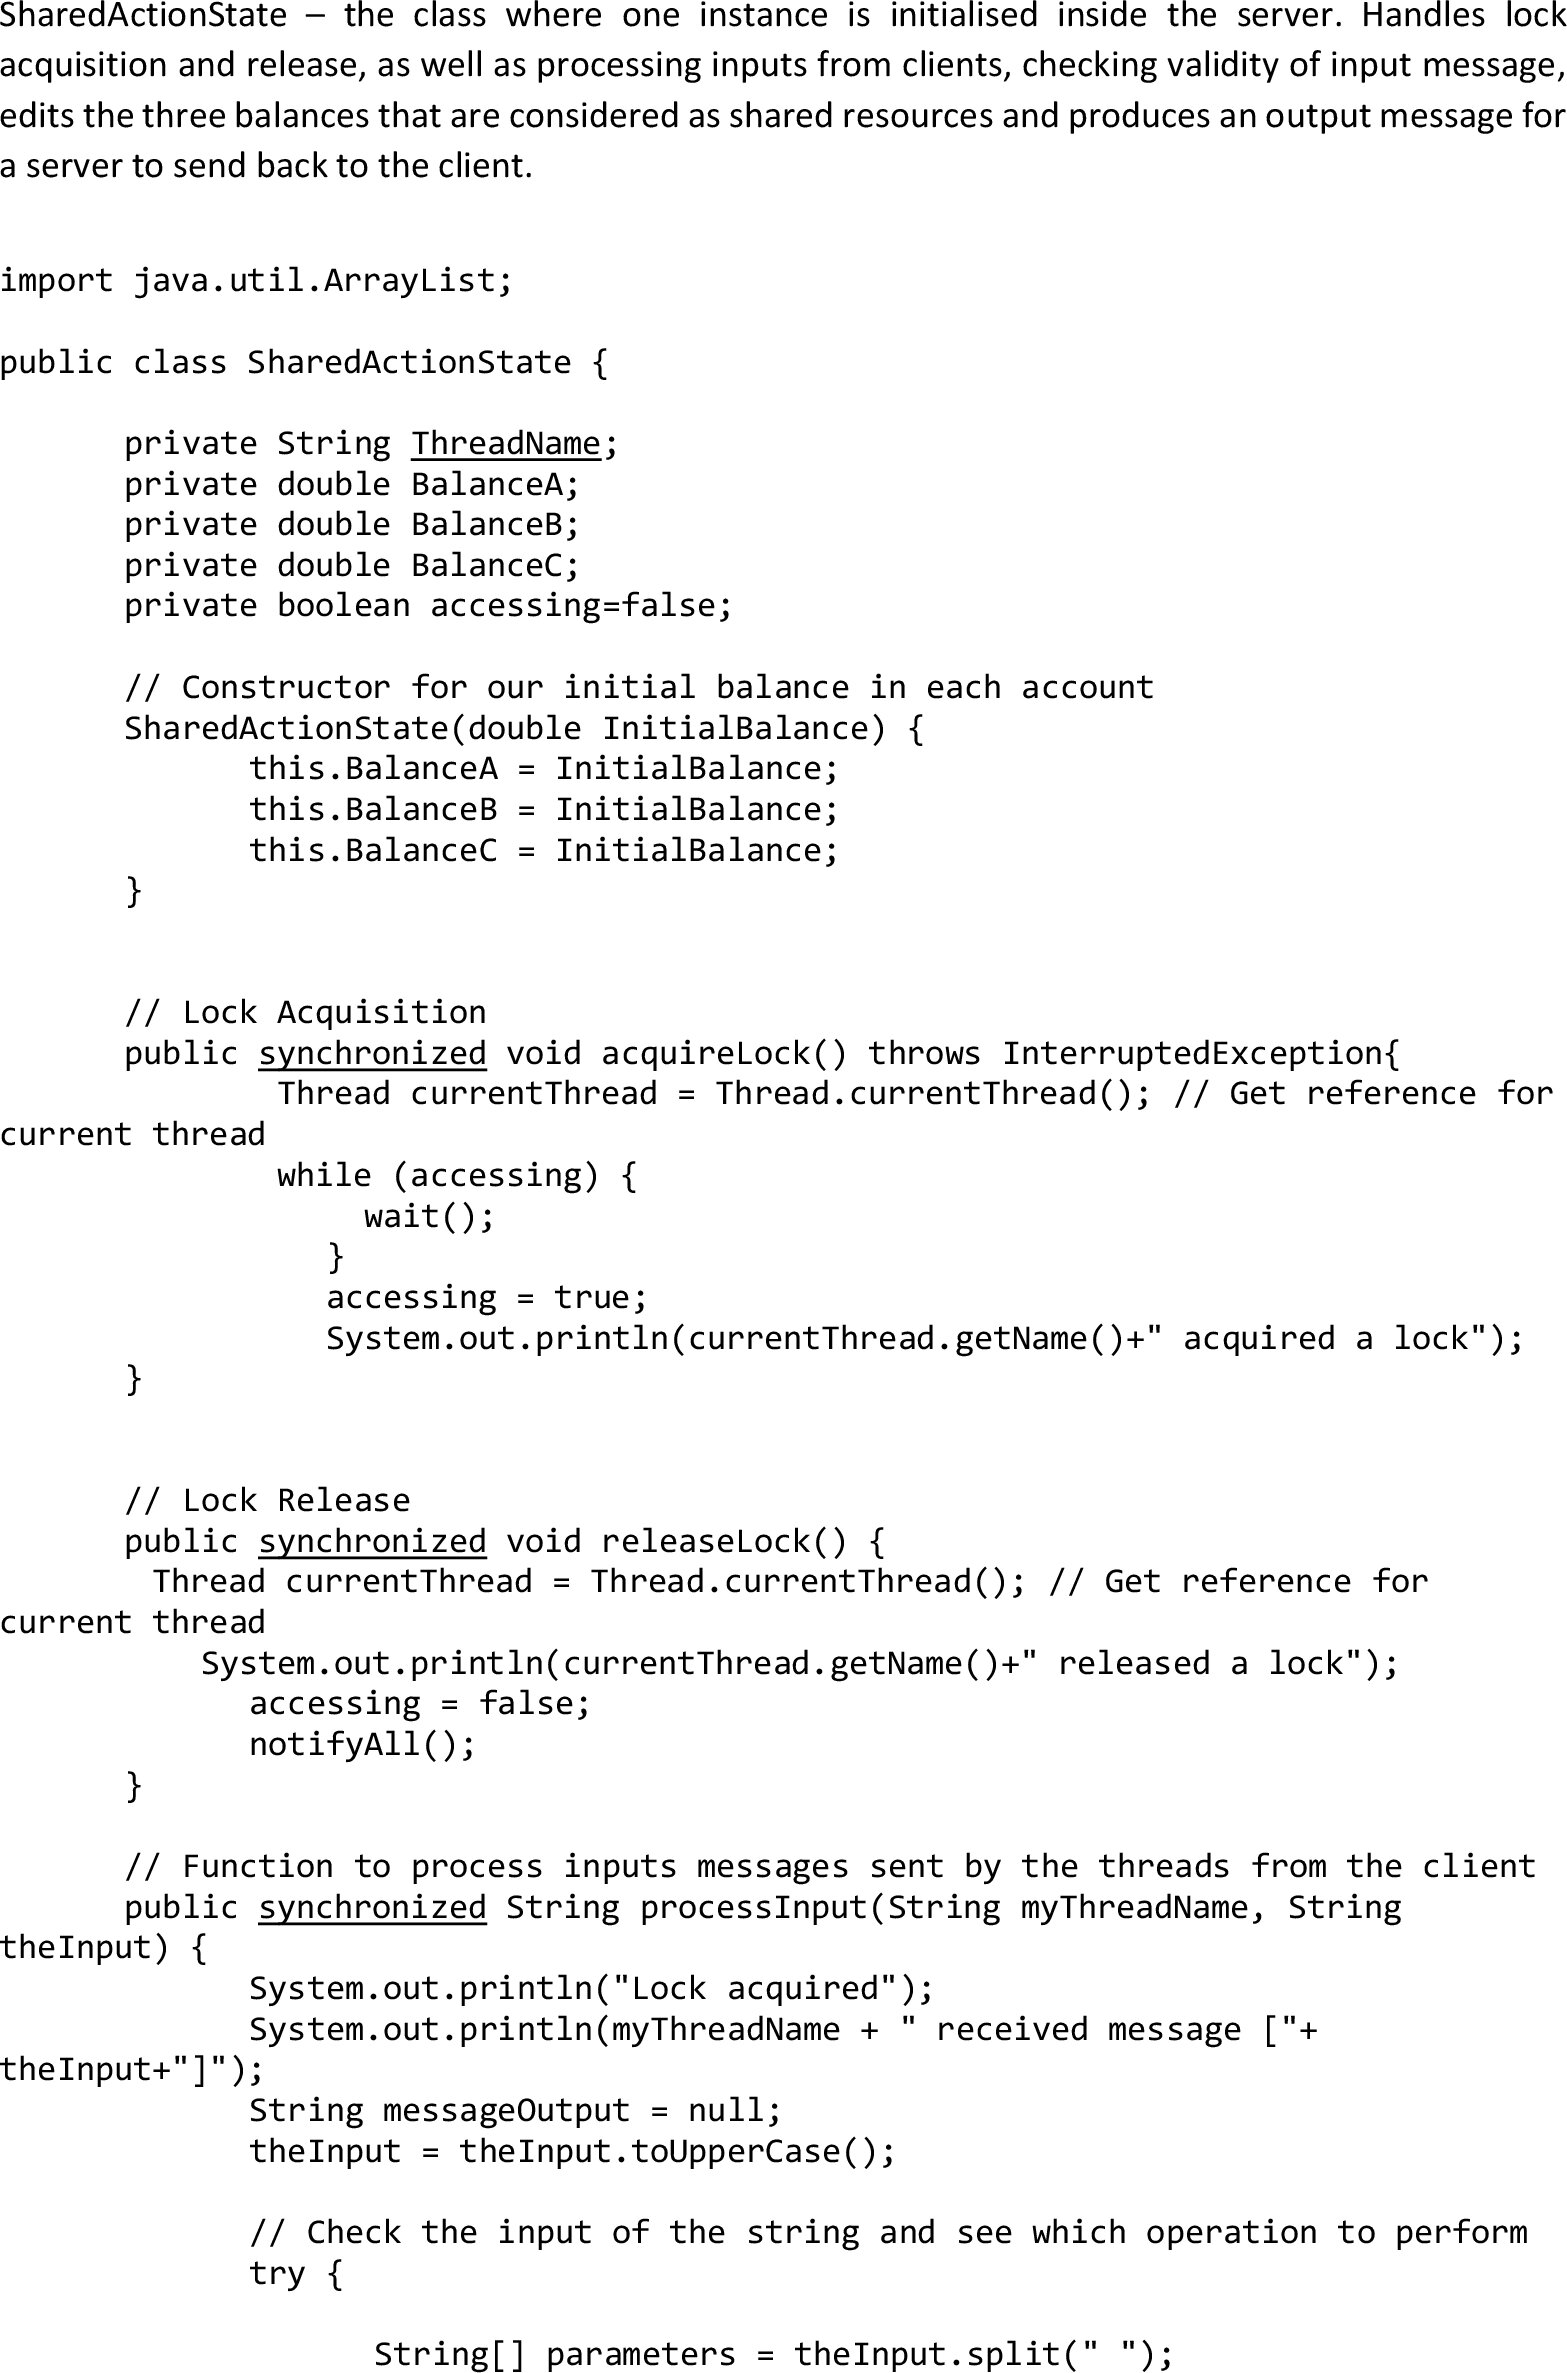 SharedActionState – the class where one instance is initialised inside the server. Handles lock
acquisition and release, as well as processing inputs from clients, checking validity of input message,
edits the three balances that are considered as shared resources and produces an output message for
a server to send back to the client.
import java.util.ArrayList;
public class SharedActionState {
private String ThreadName;
private double BalanceA;
private double BalanceB;
private double BalanceC;
private boolean accessing=false;
// Constructor for our initial balance in each account
SharedActionState(double InitialBalance) {
this.BalanceA = InitialBalance;
this.BalanceB = InitialBalance;
this.BalanceC = InitialBalance;
}
// Lock Acquisition
public synchronized void acquireLock() throws InterruptedException{
Thread currentThread = Thread.currentThread(); // Get reference for
current thread
while (accessing) {
wait();
}
accessing = true;
System.out.println(currentThread.getName()+" acquired a lock");
}
// Lock Release
public synchronized void releaseLock() {
Thread currentThread = Thread.currentThread(); // Get reference for
current thread
System.out.println(currentThread.getName()+" released a lock");
accessing = false;
notifyAll();
}
// Function to process inputs messages sent by the threads from the client
public synchronized String processInput(String myThreadName, String
theInput) {
System.out.println("Lock acquired");
System.out.println(myThreadName + " received message ["+
theInput+"]");
String messageOutput = null;
theInput = theInput.toUpperCase();
// Check the input of the string and see which operation to perform
try {
String[] parameters = theInput.split(" ");